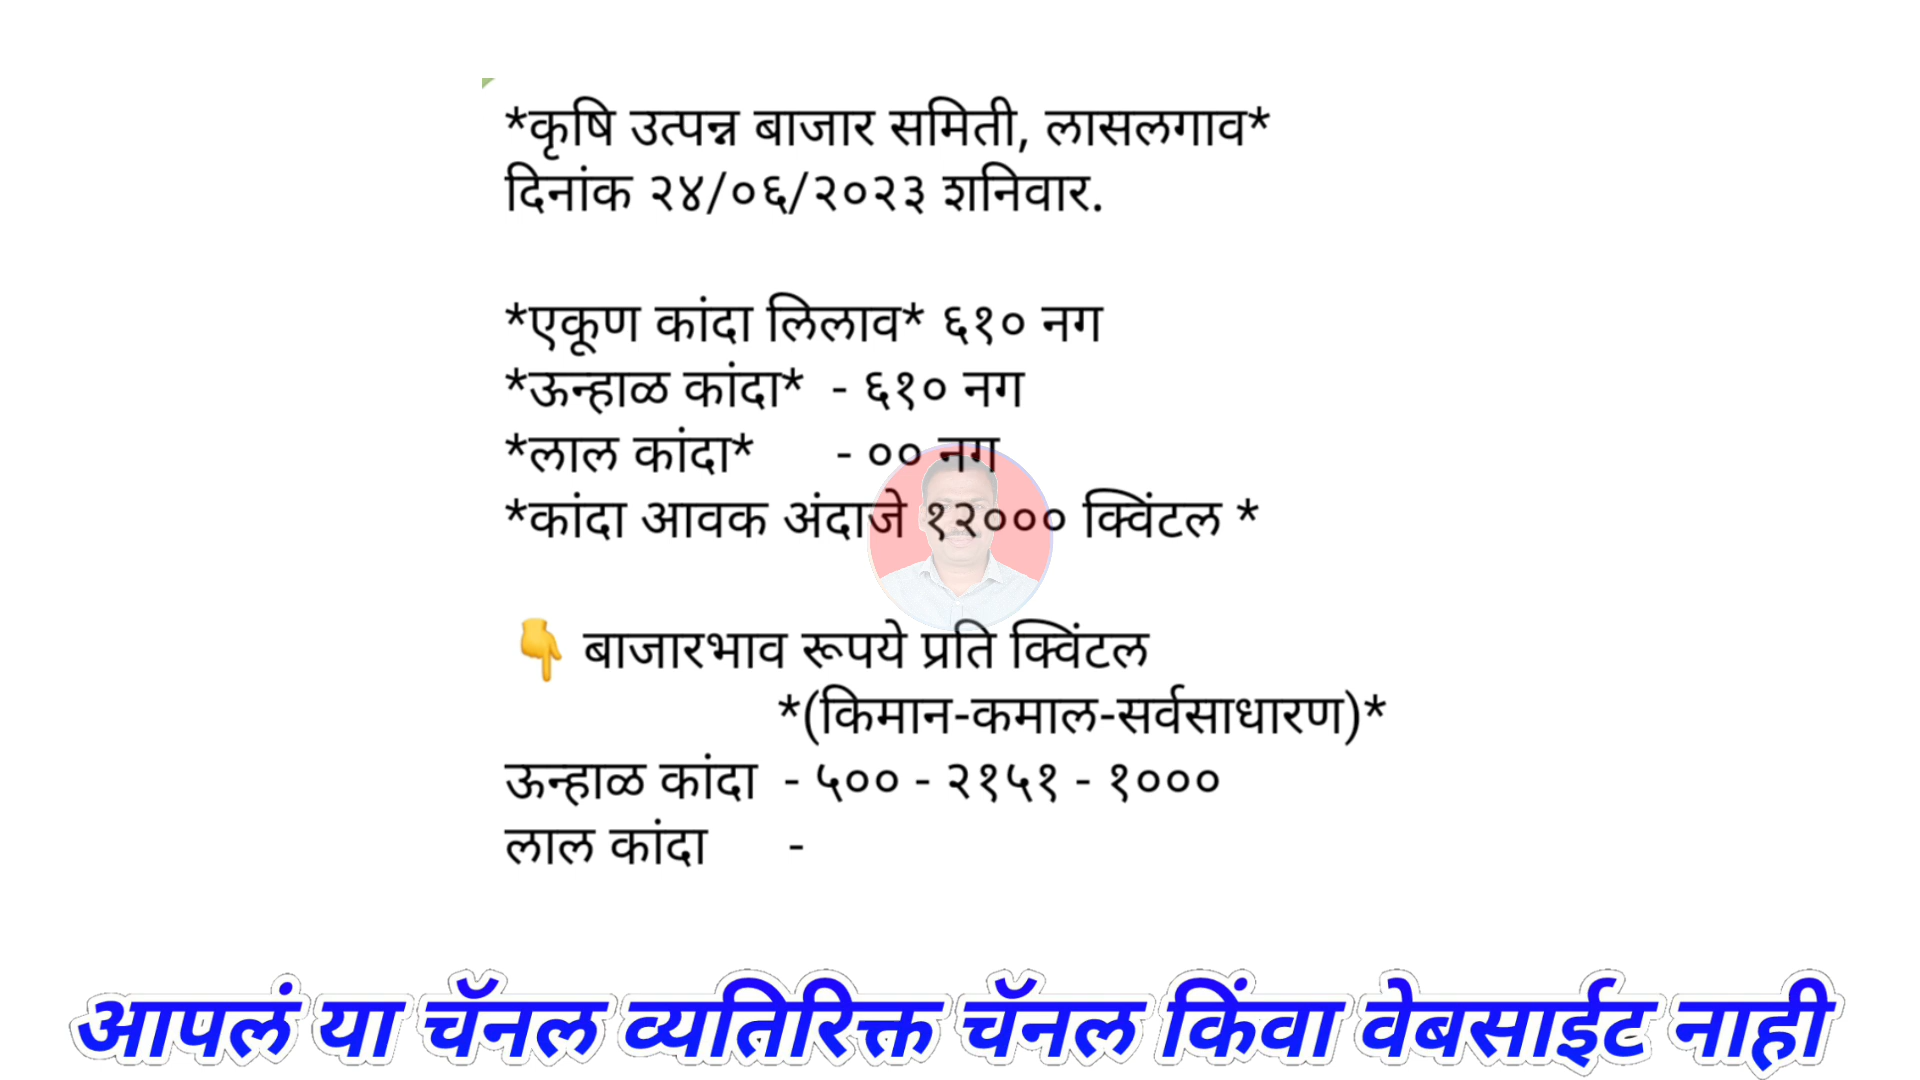 *कृषि उत्पन्न बाजार समिती, लासलगाव*
दिनांक २४/०६/२०२३ शनिवार.
*एकूण कांदा लिलाव* ६१० नग
*ऊन्हाळ कांदा* - ६१० नग
*लाल कांदा* - ०० नग
*कांदा आवक अंदाजे १२००० क्विंटल *
👇 बाजारभाव रूपये प्रति क्विंटल
*(किमान-कमाल-सर्वसाधारण)*
ऊन्हाळ कांदा - ५०० - २१५१ - १०००
लाल कांदा -
आपलं या चॅनल व्यतिरिक्त चॅनल किंवा वेबसाईट नाही